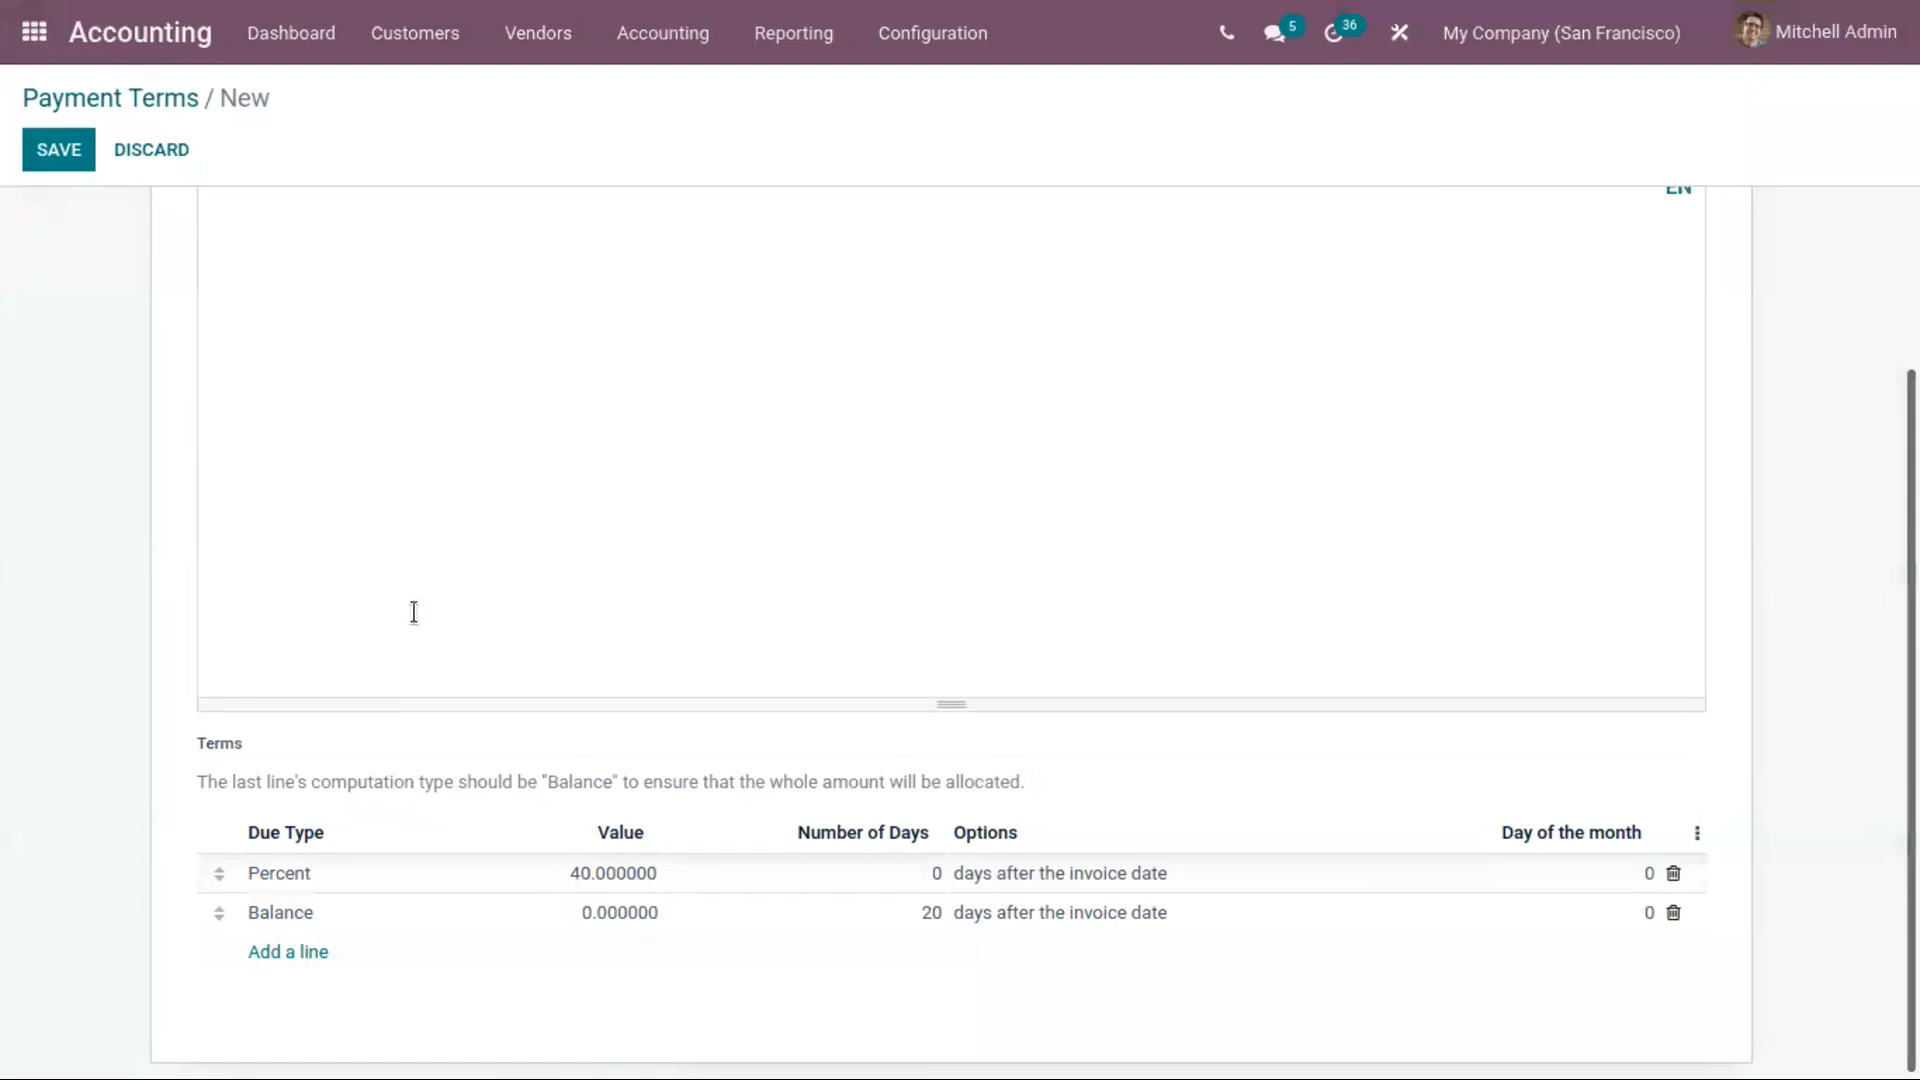 Accounting Dashboard Customers Vendors Accounting Reporting Configuration 5 36 My Company (San Francisco) Mitchell Admin
Payment Terms / New
SAVE DISCARD
EN
Terms
The last line's computation type should be "Balance" to ensure that the whole amount will be allocated.
Due Type Value Number of Days Options Day of the month
Percent 40.000000 0 days after the invoice date 0
Balance 0.000000 20 days after the invoice date 0
Add a line